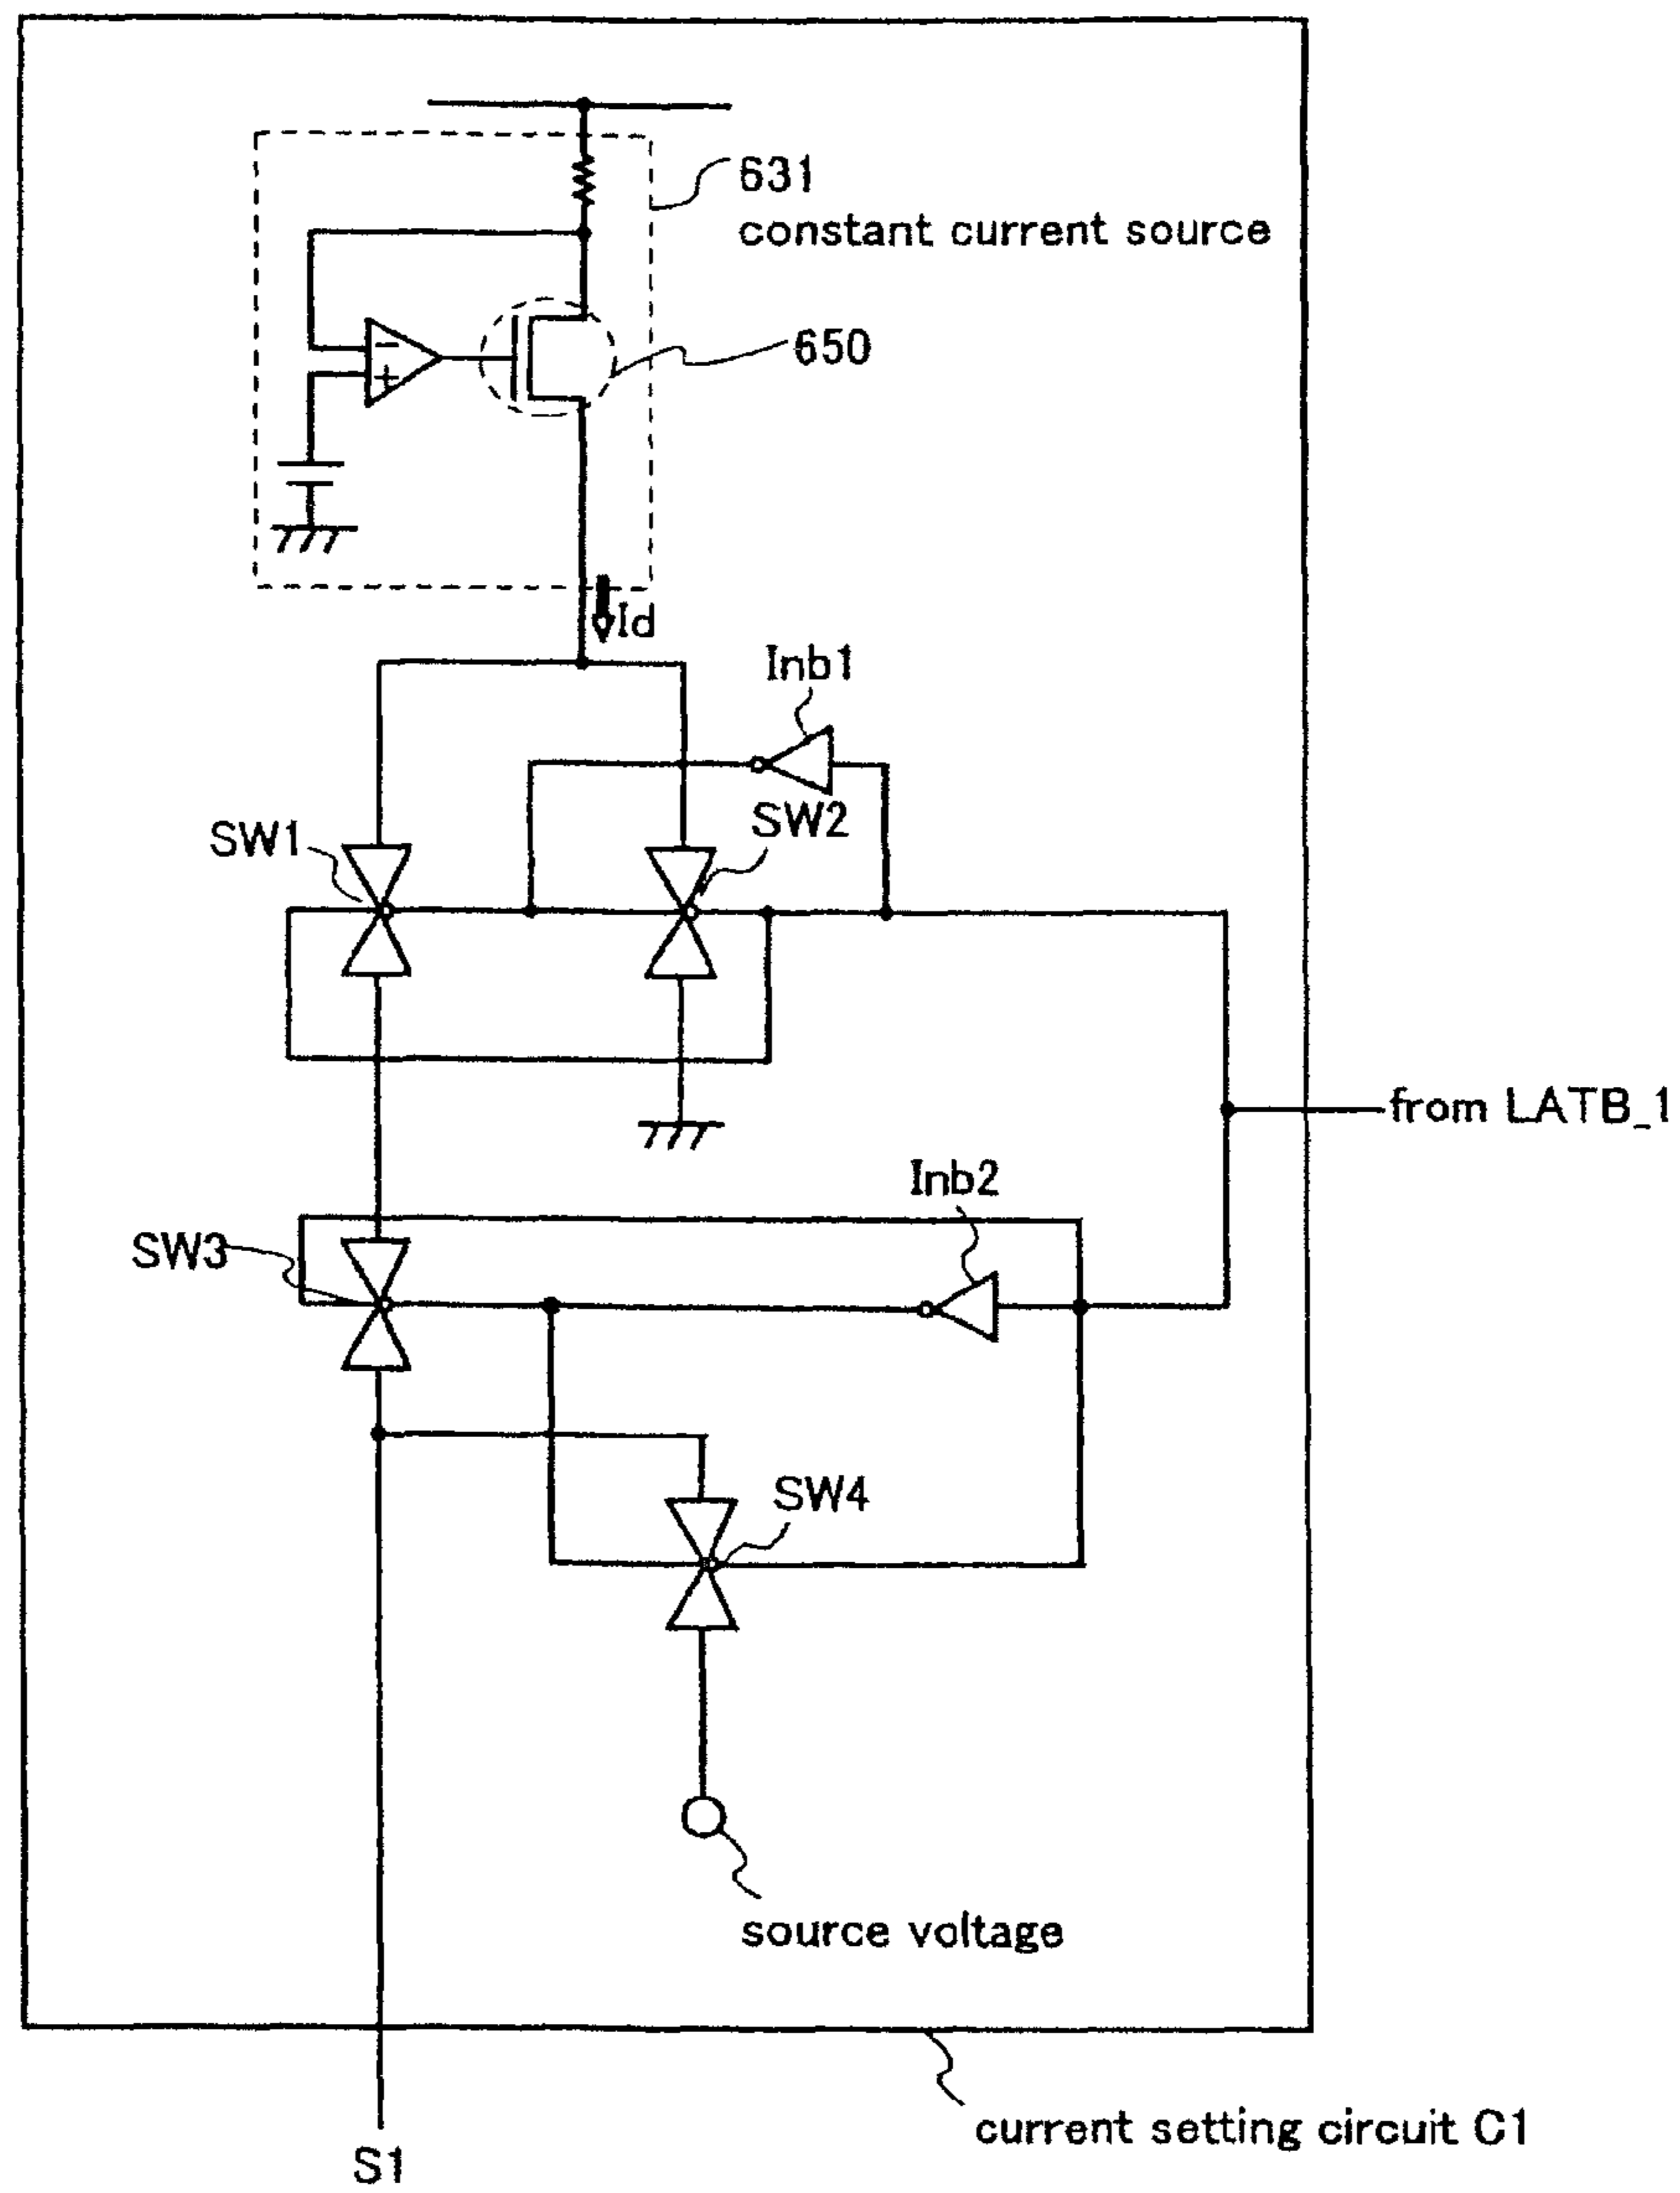 631
constant current source
−
+
650
Id
Inb1
SW2
SW1
from LATB_1
Inb2
SW3
SW4
source voltage
current setting circuit C1
S1